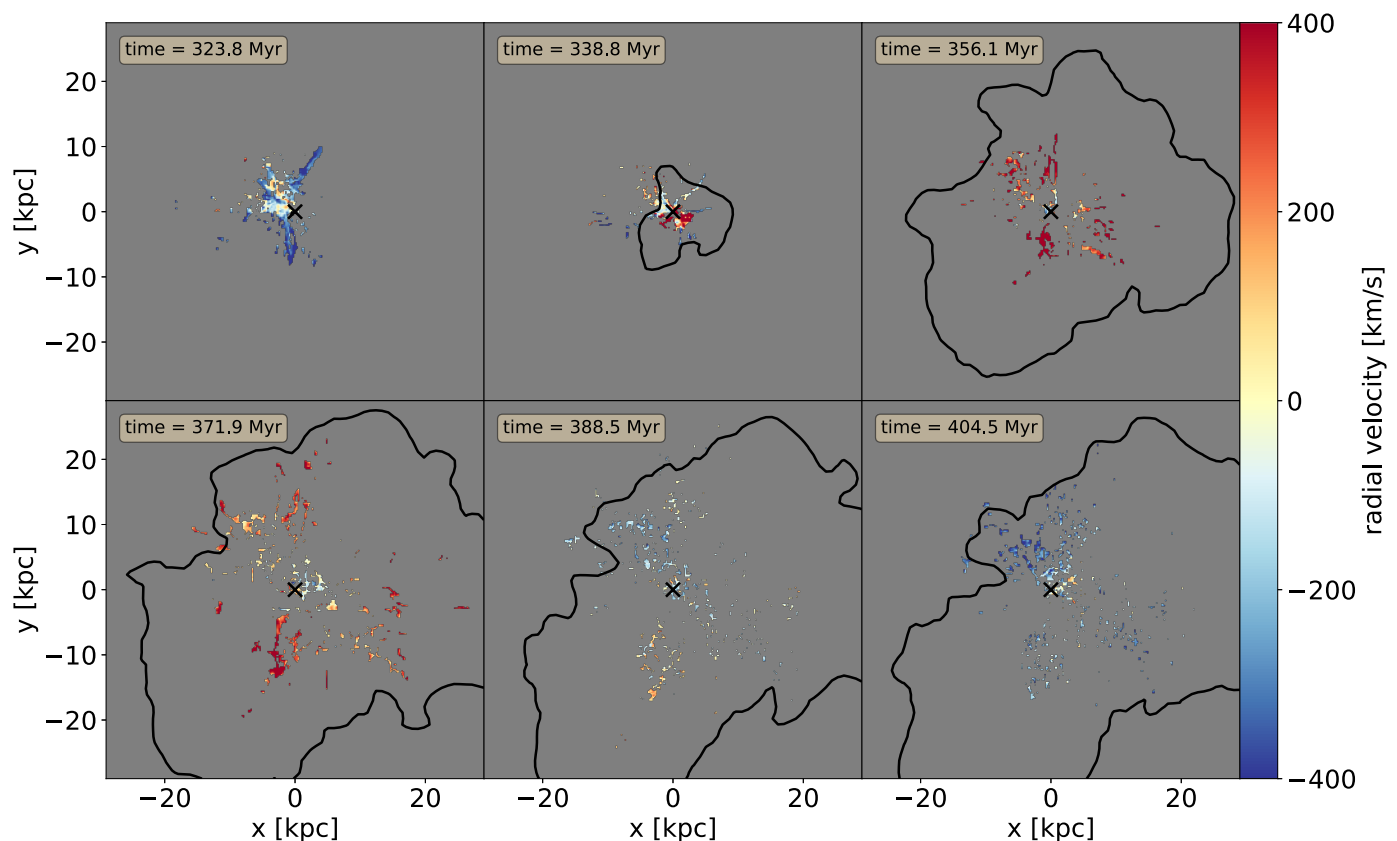 time = 323.8 Myr
time = 338.8 Myr
time = 356.1 Myr
20
10
0
−10
−20
y [kpc]
time = 371.9 Myr
time = 388.5 Myr
time = 404.5 Myr
20
10
0
−10
−20
y [kpc]
−20 0 20
−20 0 20
−20 0 20
x [kpc]
x [kpc]
x [kpc]
400
200
0
−200
−400
radial velocity [km/s]